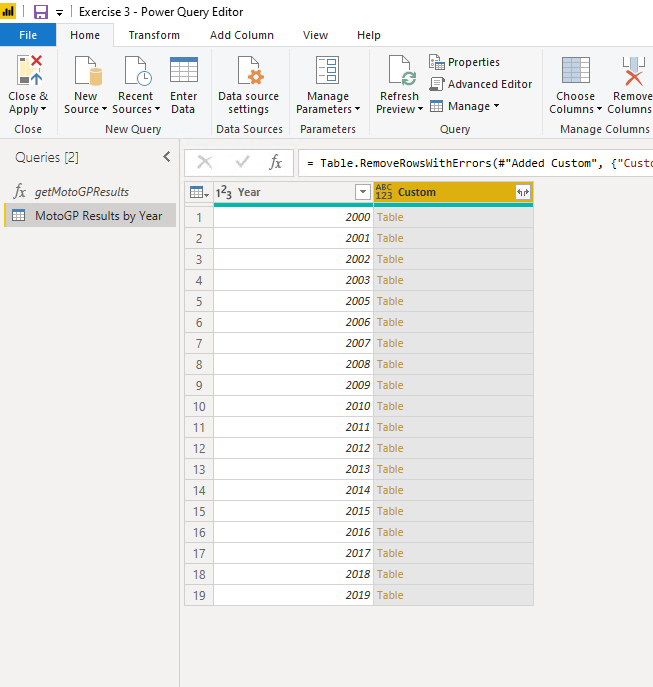 Exercise 3 - Power Query Editor
File Home Transform Add Column View Help
Close & Apply
New Source
Recent Sources
Enter Data
Data source settings
Manage Parameters
Refresh Preview
Properties
Advanced Editor
Manage
Choose Columns
Remove Columns
Close New Query Data Sources Parameters Query Manage Columns
Queries [2]
fx getMotoGPResults
MotoGP Results by Year
fx = Table.RemoveRowsWithErrors(#"Added Custom", {"Custo
123 Year ABC 123 Custom
1 2000 Table
2 2001 Table
3 2002 Table
4 2003 Table
5 2005 Table
6 2006 Table
7 2007 Table
8 2008 Table
9 2009 Table
10 2010 Table
11 2011 Table
12 2012 Table
13 2013 Table
14 2014 Table
15 2015 Table
16 2016 Table
17 2017 Table
18 2018 Table
19 2019 Table